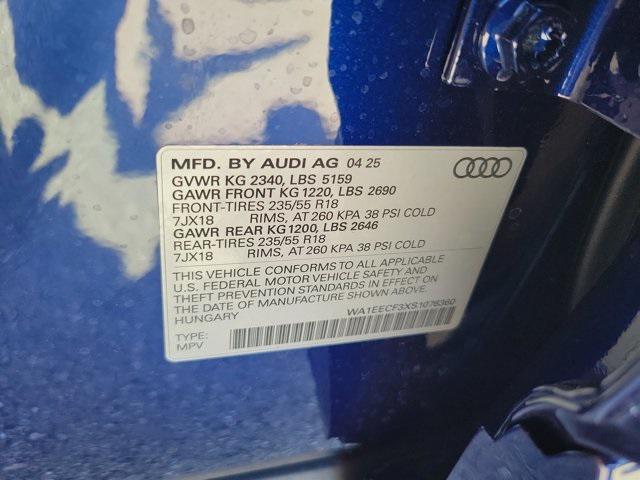 MFD. BY AUDI AG 04 25
GVWR KG 2340, LBS 5159
GAWR FRONT KG 1220, LBS 2690
FRONT-TIRES 235/55 R18
7JX18 RIMS, AT 260 KPA 38 PSI COLD
GAWR REAR KG1200, LBS 2646
REAR-TIRES 235/55 R18
7JX18 RIMS, AT 260 KPA 38 PSI COLD
THIS VEHICLE CONFORMS TO ALL APPLICABLE
U.S. FEDERAL MOTOR VEHICLE SAFETY AND
THEFT PREVENTION STANDARDS IN EFFECT ON
THE DATE OF MANUFACTURE SHOWN ABOVE.
HUNGARY
WA1EECF3XS1076360
TYPE:
MPV